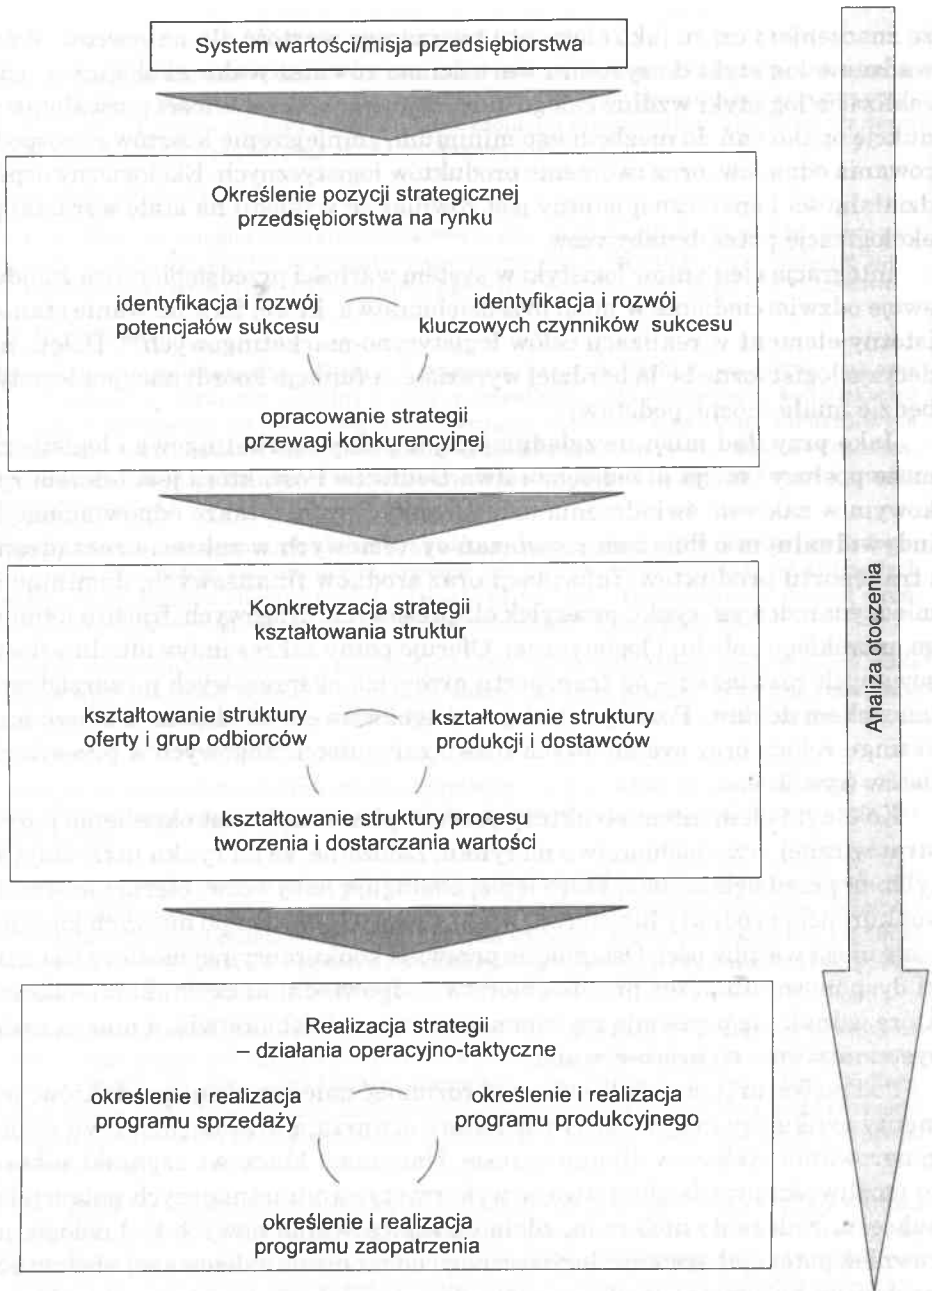 System wartości/misja przedsiębiorstwa
Określenie pozycji strategicznej
przedsiębiorstwa na rynku
identyfikacja i rozwój
potencjałów sukcesu
identyfikacja i rozwój
kluczowych czynników sukcesu
opracowanie strategii
przewagi konkurencyjnej
Konkretyzacja strategii
kształtowania struktur
kształtowanie struktury
oferty i grup odbiorców
kształtowanie struktury
produkcji i dostawców
kształtowanie struktury procesu
tworzenia i dostarczania wartości
Realizacja strategii
– działania operacyjno-taktyczne
określenie i realizacja
programu sprzedaży
określenie i realizacja
programu produkcyjnego
określenie i realizacja
programu zaopatrzenia
Analiza otoczenia